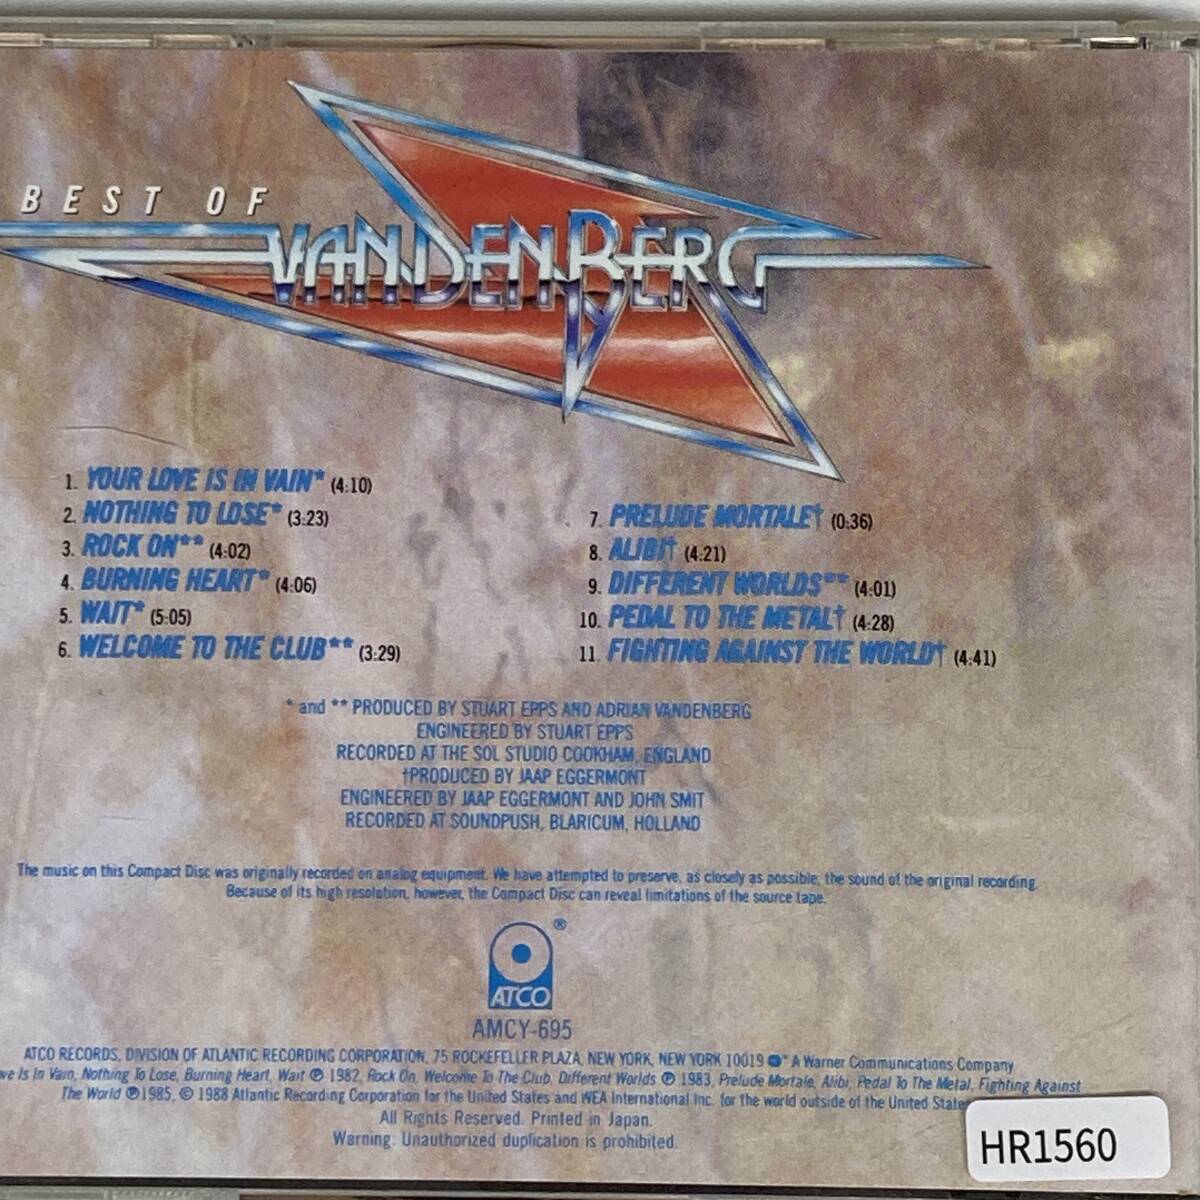 BEST OF
VANDENBERG
1. YOUR LOVE IS IN VAIN* (4:10)
2. NOTHING TO LOSE* (3:23)
3. ROCK ON** (4:02)
4. BURNING HEART* (4:06)
5. WAIT* (5:05)
6. WELCOME TO THE CLUB** (3:29)
7. PRELUDE MORTALE† (0:36)
8. ALIBI† (4:21)
9. DIFFERENT WORLDS** (4:01)
10. PEDAL TO THE METAL† (4:28)
11. FIGHTING AGAINST THE WORLD† (4:41)
* and ** PRODUCED BY STUART EPPS AND ADRIAN VANDENBERG
ENGINEERED BY STUART EPPS
RECORDED AT THE SOL STUDIO COOKHAM, ENGLAND
†PRODUCED BY JAAP EGGERMONT
ENGINEERED BY JAAP EGGERMONT AND JOHN SMIT
RECORDED AT SOUNDPUSH, BLARICUM, HOLLAND
The music on this Compact Disc was originally recorded on analog equipment. We have attempted to preserve, as closely as possible, the sound of the original recording.
Because of its high resolution, however, the Compact Disc can reveal limitations of the source tape.
®
ATCO
AMCY-695
ATCO RECORDS, DIVISION OF ATLANTIC RECORDING CORPORATION, 75 ROCKEFELLER PLAZA, NEW YORK, NEW YORK 10019 ® A Warner Communications Company
ve Is In Vain, Nothing To Lose, Burning Heart, Wait ℗ 1982, Rock On, Welcome To The Club, Different Worlds ℗ 1983, Prelude Mortale, Alibi, Pedal To The Metal, Fighting Against
The World ℗1985, © 1988 Atlantic Recording Corporation for the United States and WEA International Inc. for the world outside of the United State
All Rights Reserved. Printed in Japan.
Warning: Unauthorized duplication is prohibited.
HR1560